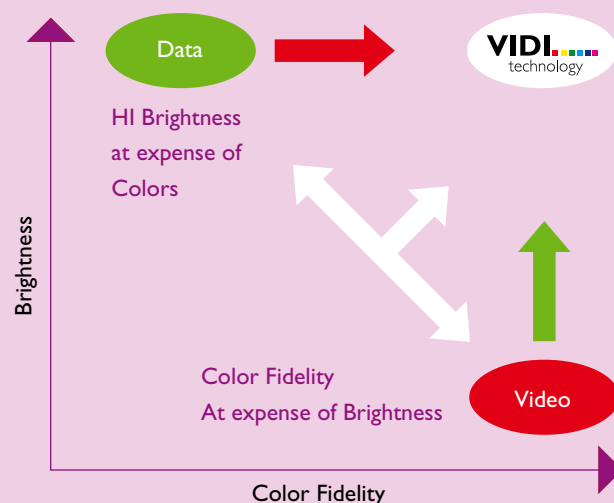 Data
VIDI
technology
HI Brightness
at expense of
Colors
Brightness
Color Fidelity
At expense of Brightness
Video
Color Fidelity